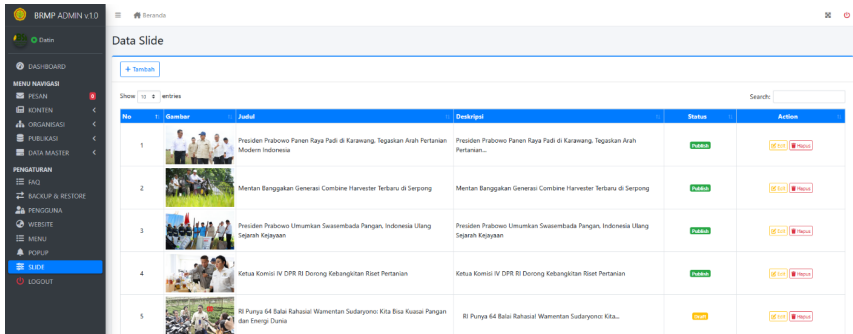 BRMP ADMIN v.1.0
Beranda
Datin
Data Slide
DASHBOARD
+ Tambah
MENU NAVIGASI
PESAN
KONTEN
ORGANISASI
PUBLIKASI
DATA MASTER
PENGATURAN
FAQ
BACKUP & RESTORE
PENGGUNA
WEBSITE
MENU
POPUP
SLIDE
LOGOUT
Show 10 entries
Search:
No Gambar Judul Deskripsi Status Action
1 Presiden Prabowo Panen Raya Padi di Karawang, Tegaskan Arah Pertanian Modern Indonesia Presiden Prabowo Panen Raya Padi di Karawang, Tegaskan Arah Pertanian... Publish Edit Hapus
2 Mentan Banggakan Generasi Combine Harvester Terbaru di Serpong Mentan Banggakan Generasi Combine Harvester Terbaru di Serpong Publish Edit Hapus
3 Presiden Prabowo Umumkan Swasembada Pangan, Indonesia Ulang Sejarah Kejayaan Presiden Prabowo Umumkan Swasembada Pangan, Indonesia Ulang Sejarah Kejayaan Publish Edit Hapus
4 Ketua Komisi IV DPR RI Dorong Kebangkitan Riset Pertanian Ketua Komisi IV DPR RI Dorong Kebangkitan Riset Pertanian Publish Edit Hapus
5 RI Punya 64 Balai Rahasia! Wamentan Sudaryono: Kita Bisa Kuasai Pangan dan Energi Dunia RI Punya 64 Balai Rahasia! Wamentan Sudaryono: Kita... Draft Edit Hapus